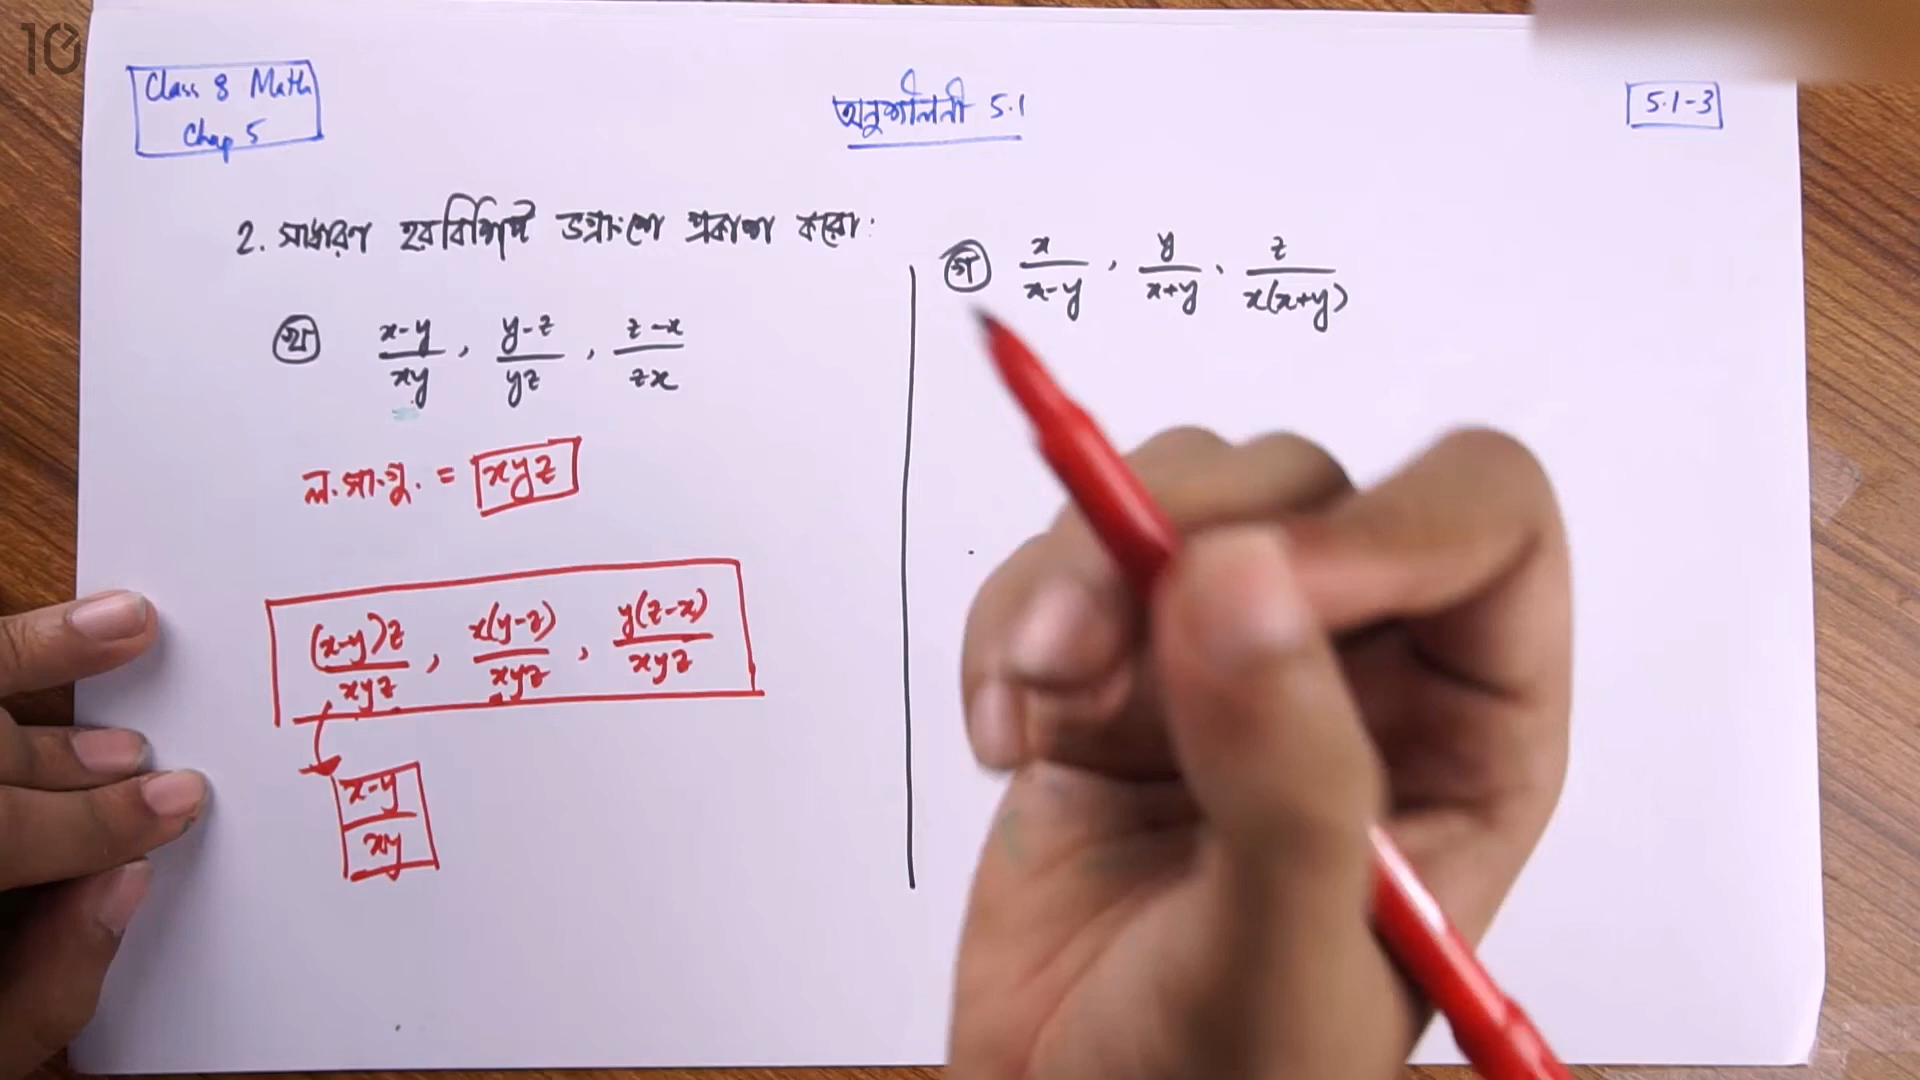 10
Class 8 Math
Chap 5
অনুশীলনী 5.1
5.1-3
2. সাধারণ হরবিশিষ্ট ভগ্নাংশে প্রকাশ করো:
খ (x-y)/(xy), (y-z)/(yz), (z-x)/(zx)
ল.সা.গু. = xyz
((x-y)z)/(xyz), (x(y-z))/(xyz), (y(z-x))/(xyz)
(x-y)/(xy)
গ x/(x-y), y/(x+y), z/(x(x+y))